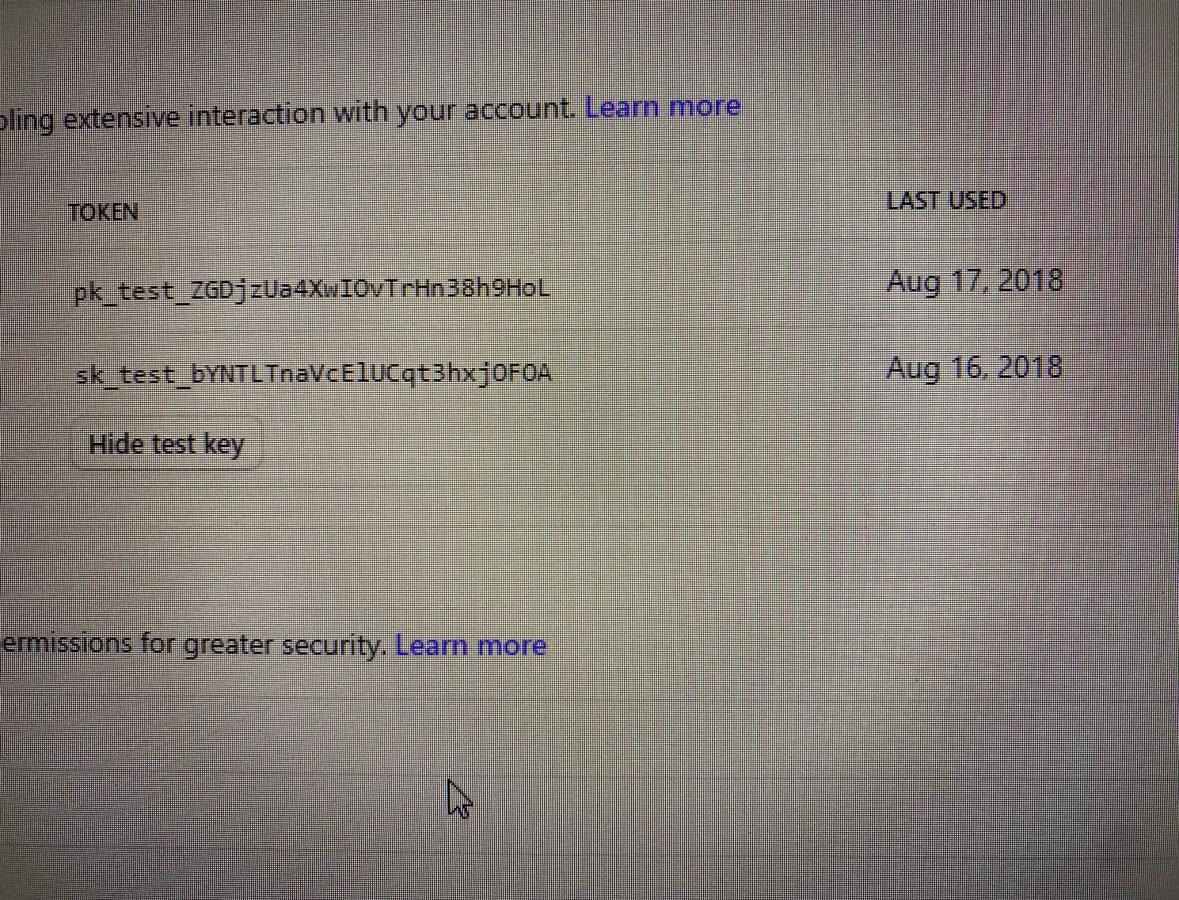 bling extensive interaction with your account. Learn more
TOKEN LAST USED
pk_test_ZGDjzUa4XwIOvTrHn38h9HoL Aug 17, 2018
sk_test_bYNTLTnaVcElUCqt3hxjOFOA Aug 16, 2018
Hide test key
ermissions for greater security. Learn more